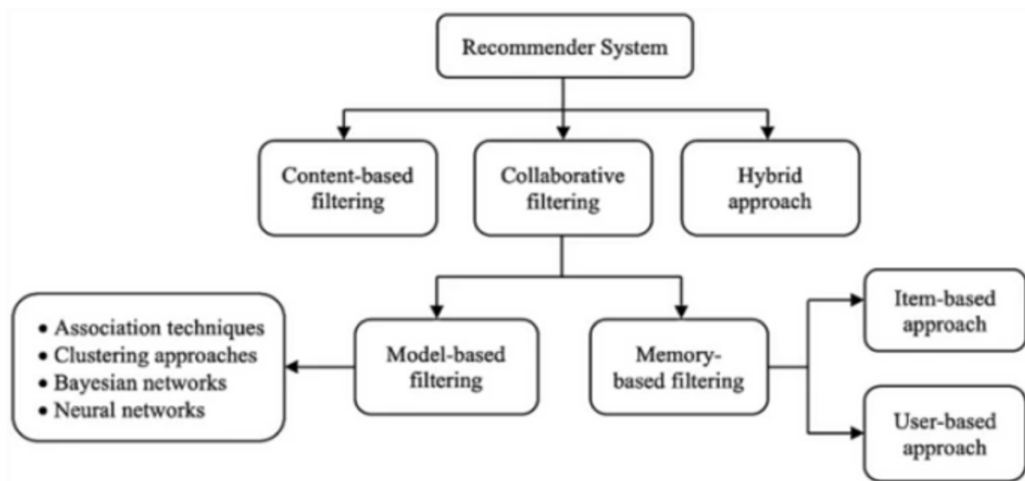 Recommender System
Content-based
filtering
Collaborative
filtering
Hybrid
approach
• Association techniques
• Clustering approaches
• Bayesian networks
• Neural networks
Model-based
filtering
Memory-
based filtering
Item-based
approach
User-based
approach